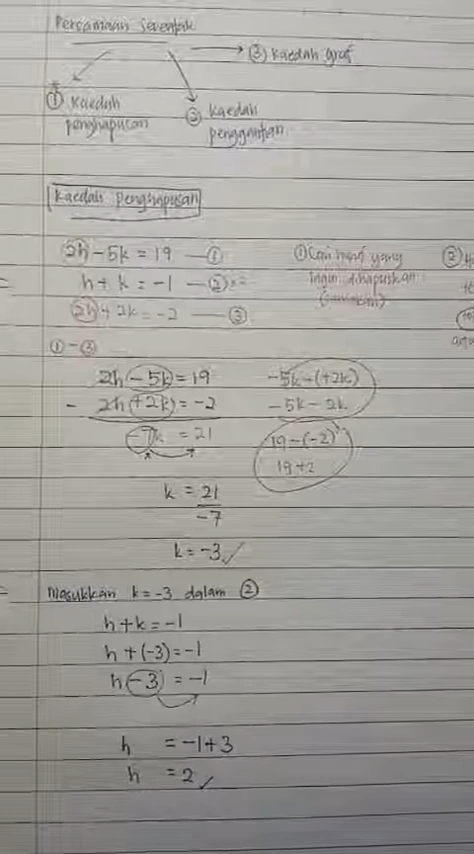 Persamaan serentak
③ Kaedah graf
① Kaedah penghapusan
② Kaedah penggantian
Kaedah Penghapusan
2h - 5k = 19 — ①
h + k = -1 — ② ×2
2h + 2k = -2 — ③
① Cari hend yang
ingin dihapuskan
(samakan)
②
① - ③
2h - 5k = 19
- 2h + 2k = -2
-7k = 21
-5k - (+2k)
-5k - 2k
19 - (-2)
19 + 2
k = 21
-7
k = -3 ✓
Masukkan k = -3 dalam ②
h + k = -1
h + (-3) = -1
h - 3 = -1
h = -1 + 3
h = 2 ✓